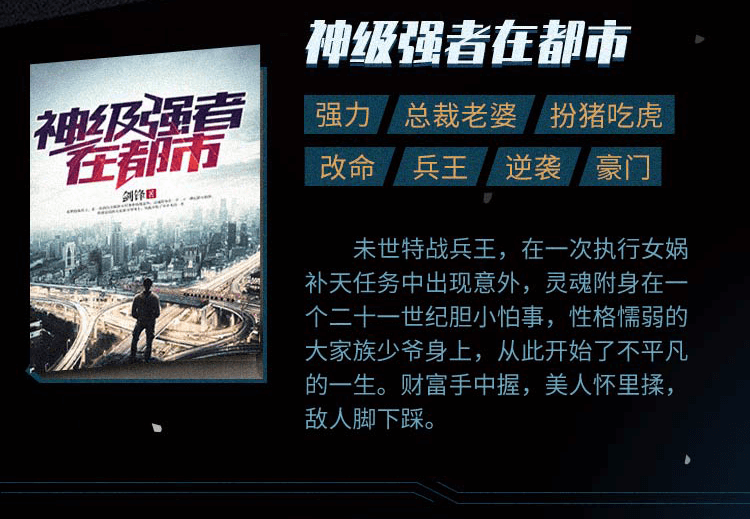 神级强者在都市
强力 总裁老婆 扮猪吃虎
改命 兵王 逆袭 豪门
神级强者
在都市
剑锋 著
未世特战兵王，在一次执行女娲
补天任务中出现意外，灵魂附身在一
个二十一世纪胆小怕事，性格懦弱的
大家族少爷身上，从此开始了不平凡
的一生。财富手中握，美人怀里揉，
敌人脚下踩。